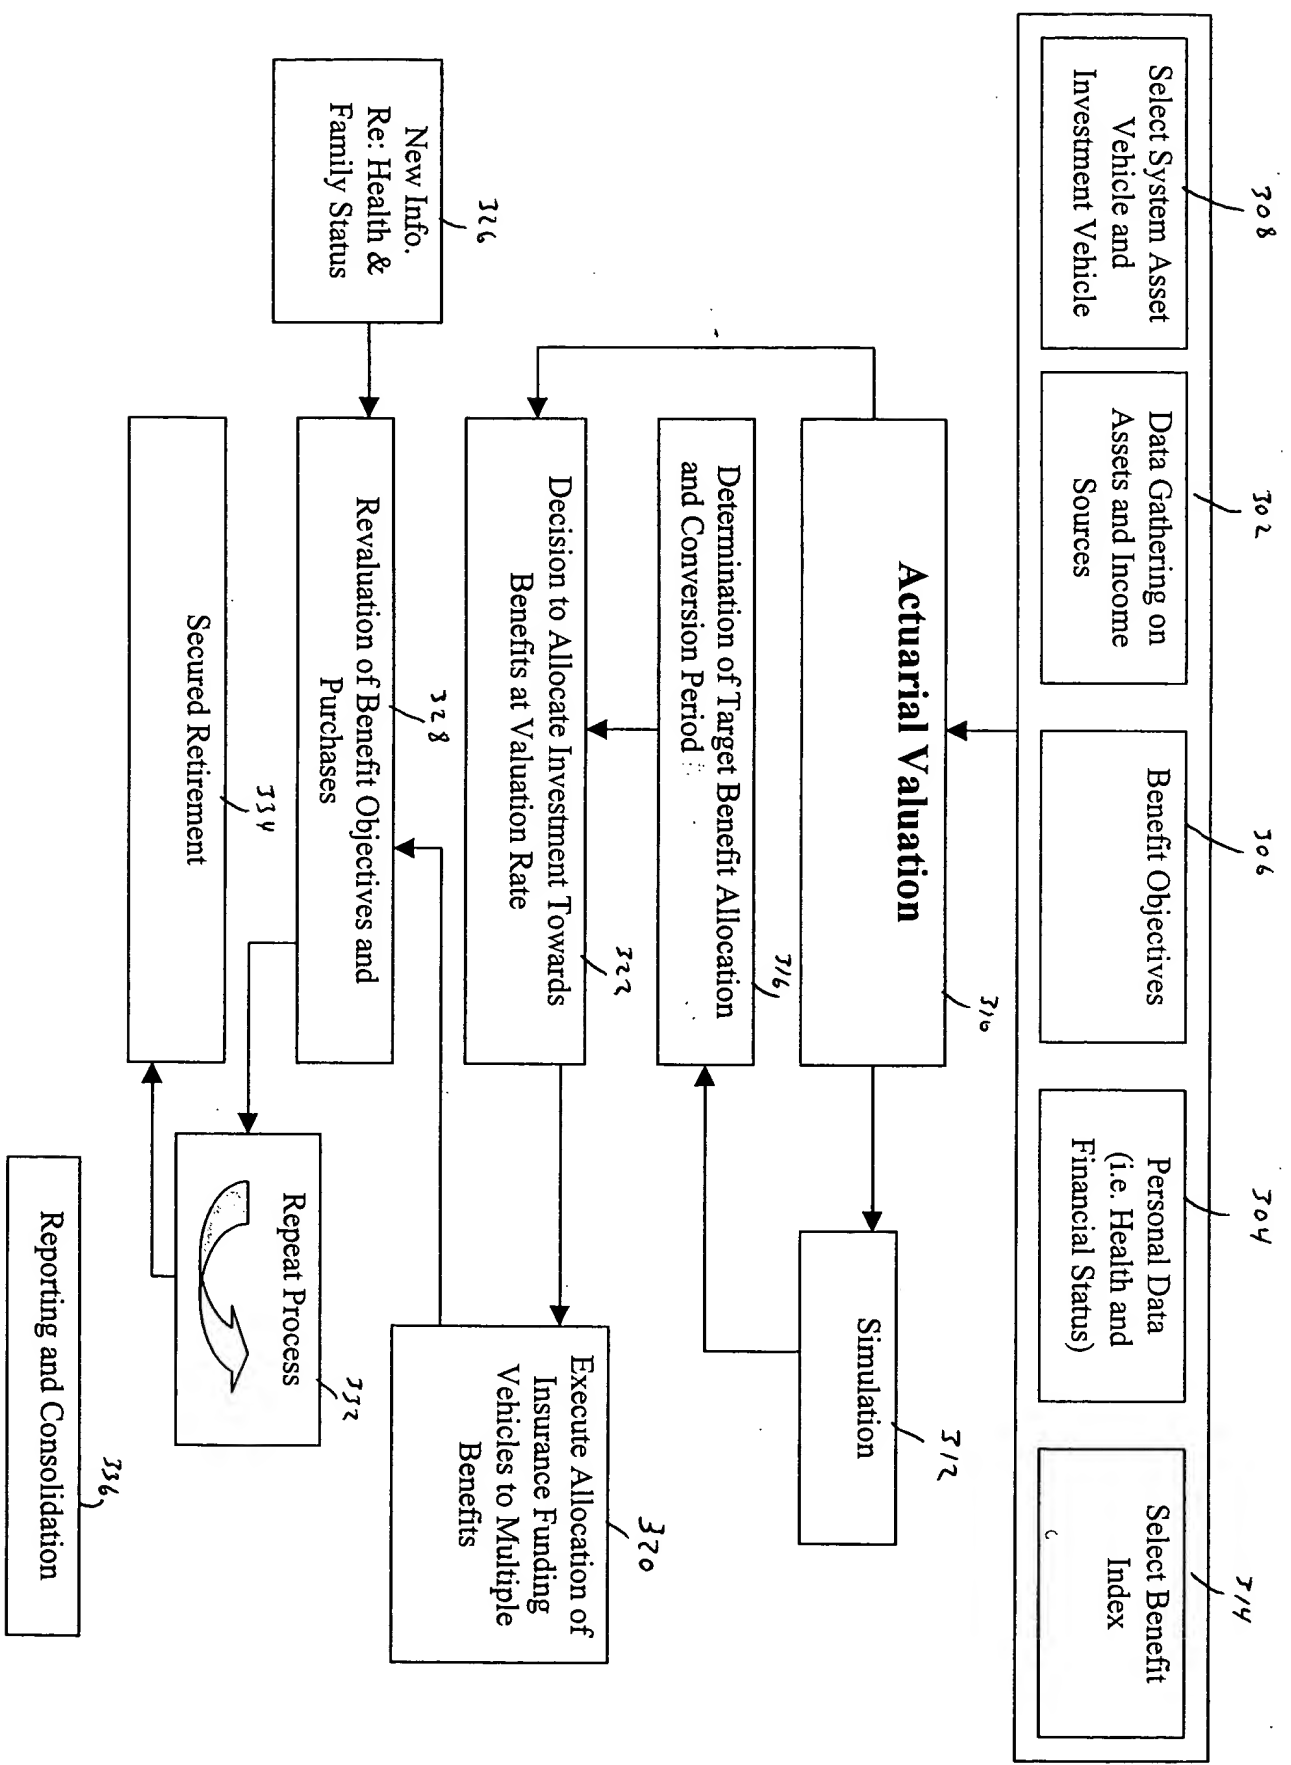 308
Select System Asset
Vehicle and
Investment Vehicle
302
Data Gathering on
Assets and Income
Sources
306
Benefit Objectives
304
Personal Data
(i.e. Health and
Financial Status)
314
Select Benefit
Index
316
Actuarial Valuation
312
Simulation
316,
Determination of Target Benefit Allocation
and Conversion Period
322
Decision to Allocate Investment Towards
Benefits at Valuation Rate
320
Execute Allocation of
Insurance Funding
Vehicles to Multiple
Benefits
326
New Info.
Re: Health &
Family Status
328
Revaluation of Benefit Objectives and
Purchases
332
Repeat Process
334
Secured Retirement
336,
Reporting and Consolidation